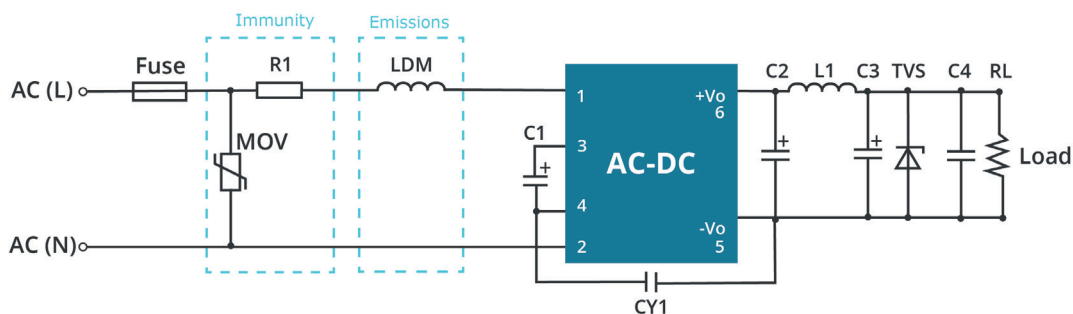 Immunity
Emissions
Fuse
R1
LDM
C2
L1
C3
TVS
C4
RL
AC (L)
1
+Vo
6
MOV
C1
+
3
AC-DC
+
+
Load
4
-Vo
5
AC (N)
2
CY1